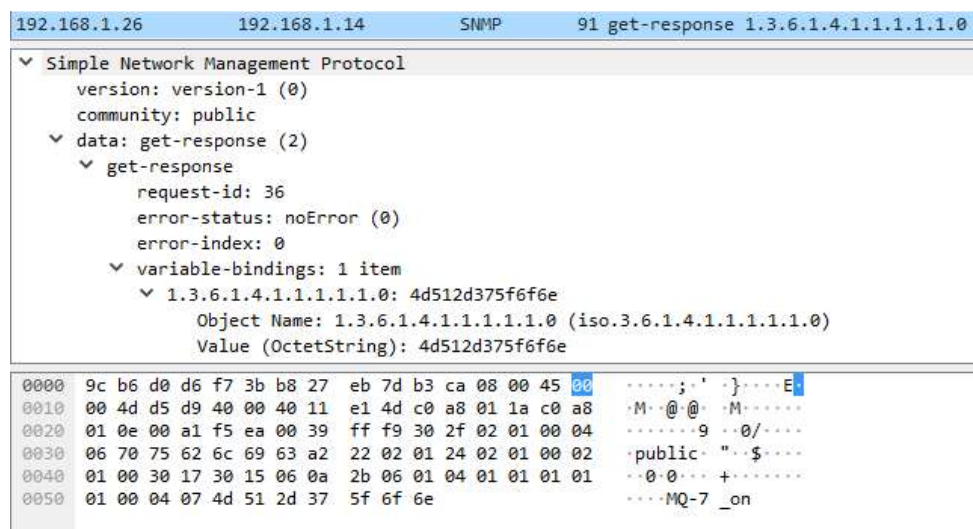 192.168.1.26 192.168.1.14 SNMP 91 get-response 1.3.6.1.4.1.1.1.1.1.0
Simple Network Management Protocol
version: version-1 (0)
community: public
data: get-response (2)
get-response
request-id: 36
error-status: noError (0)
error-index: 0
variable-bindings: 1 item
1.3.6.1.4.1.1.1.1.1.0: 4d512d375f6f6e
Object Name: 1.3.6.1.4.1.1.1.1.1.0 (iso.3.6.1.4.1.1.1.1.1.0)
Value (OctetString): 4d512d375f6f6e
0000 9c b6 d0 d6 f7 3b b8 27 eb 7d b3 ca 08 00 45 00 ·····;·' ·}····E·
0010 00 4d d5 d9 40 00 40 11 e1 4d c0 a8 01 1a c0 a8 ·M··@·@· ·M······
0020 01 0e 00 a1 f5 ea 00 39 ff f9 30 2f 02 01 00 04 ·······9 ··0/····
0030 06 70 75 62 6c 69 63 a2 22 02 01 24 02 01 00 02 ·public· "··$····
0040 01 00 30 17 30 15 06 0a 2b 06 01 04 01 01 01 01 ··0·0··· +·······
0050 01 00 04 07 4d 51 2d 37 5f 6f 6e ····MQ-7 _on